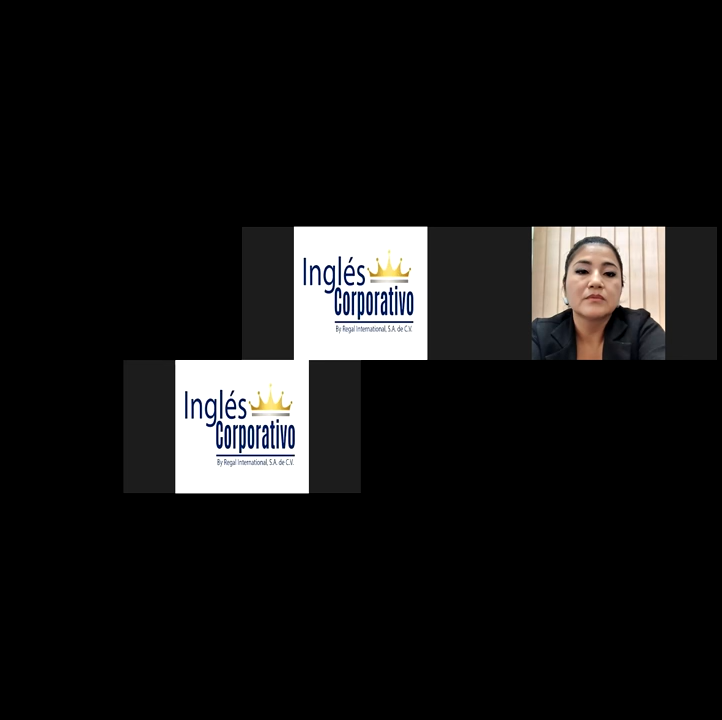 Inglés
Corporativo
By Regal International, S.A. de C.V.
Inglés
Corporativo
By Regal International, S.A. de C.V.